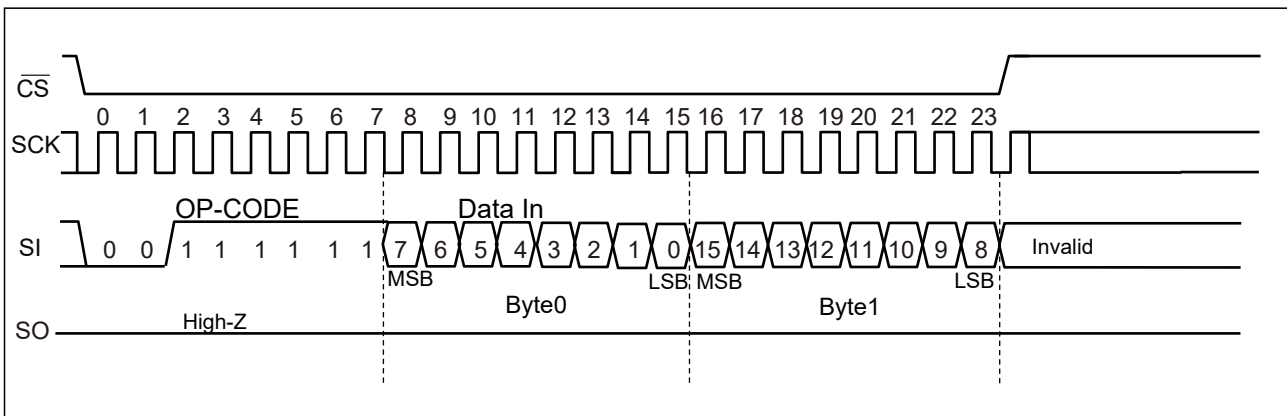 CS
0 1 2 3 4 5 6 7 8 9 10 11 12 13 14 15 16 17 18 19 20 21 22 23
SCK
OP-CODE Data In
SI 0 0 1 1 1 1 1 1 7 6 5 4 3 2 1 0 15 14 13 12 11 10 9 8 Invalid
MSB LSB MSB LSB
Byte0 Byte1
High-Z
SO